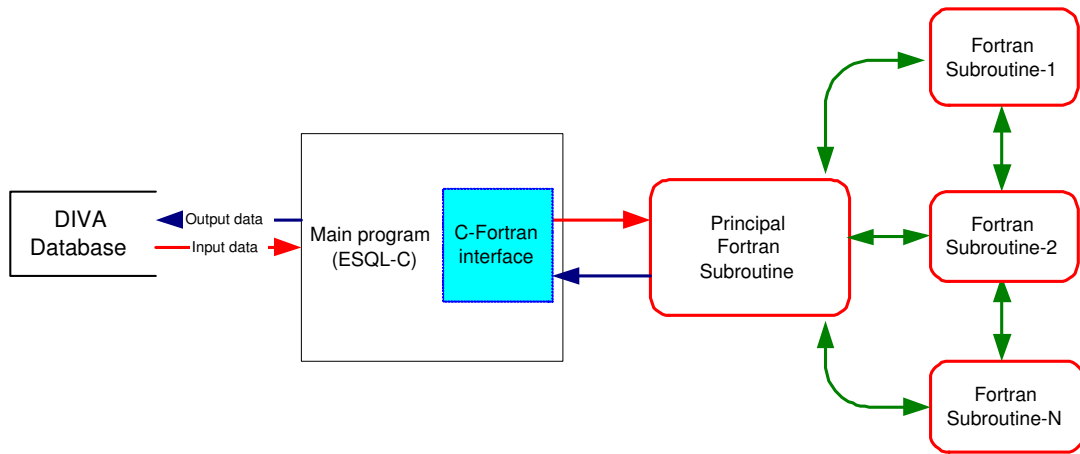 DIVA
Database
Output data
Input data
Main program
(ESQL-C)
C-Fortran
interface
Principal
Fortran
Subroutine
Fortran
Subroutine-1
Fortran
Subroutine-2
Fortran
Subroutine-N